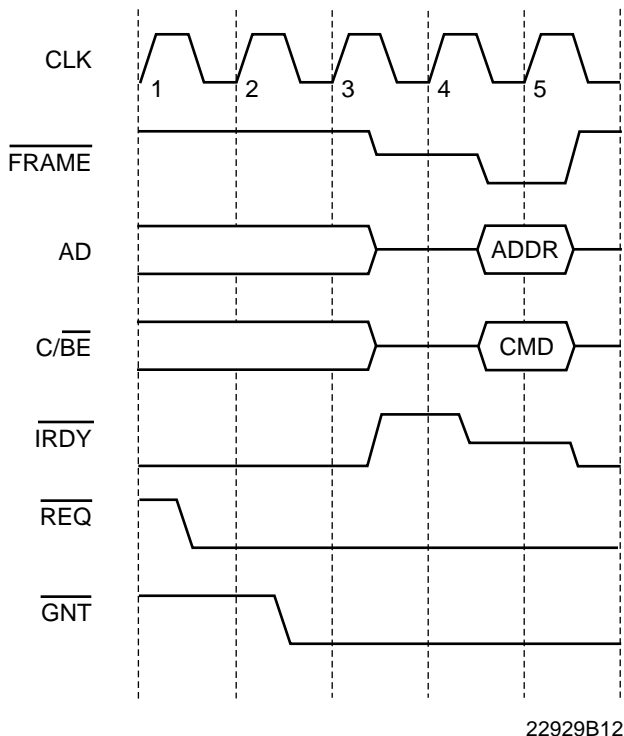 CLK
1 2 3 4 5
FRAME
AD
ADDR
C/BE
CMD
IRDY
REQ
GNT
22929B12